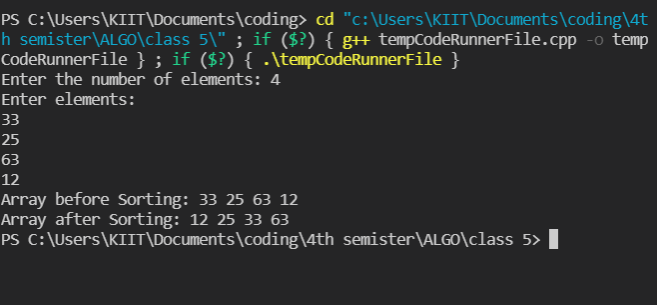 PS C:\Users\KIIT\Documents\coding> cd "c:\Users\KIIT\Documents\coding\4t
h semister\ALGO\class 5\" ; if ($?) { g++ tempCodeRunnerFile.cpp -o temp
CodeRunnerFile } ; if ($?) { .\tempCodeRunnerFile }
Enter the number of elements: 4
Enter elements:
33
25
63
12
Array before Sorting: 33 25 63 12
Array after Sorting: 12 25 33 63
PS C:\Users\KIIT\Documents\coding\4th semister\ALGO\class 5>